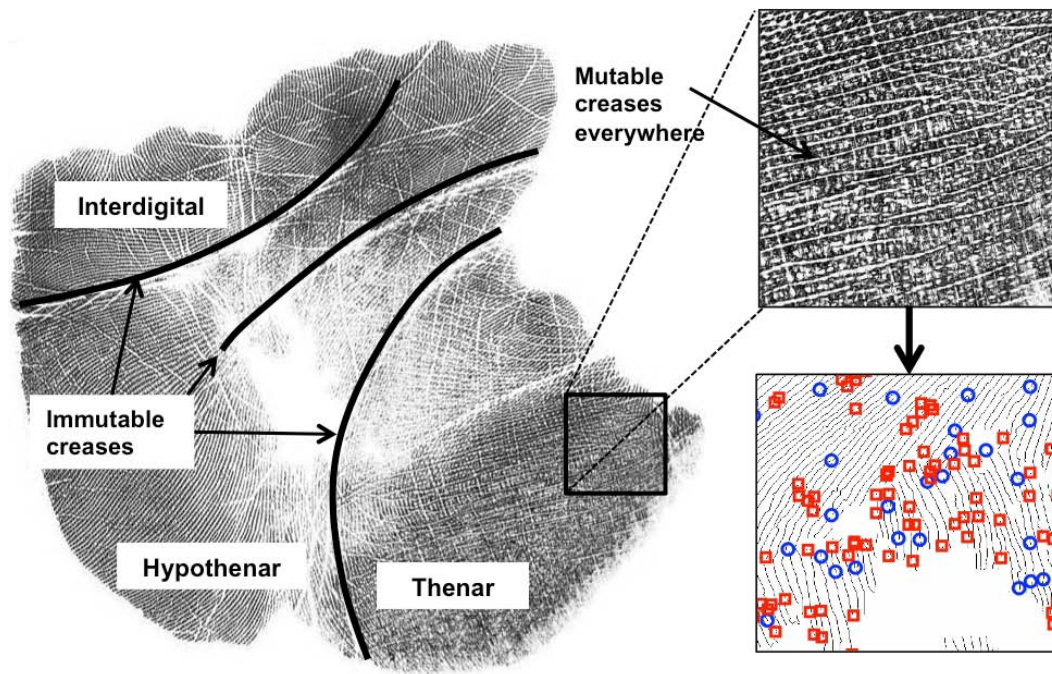 Mutable
creases
everywhere
Interdigital
Immutable
creases
Hypothenar
Thenar